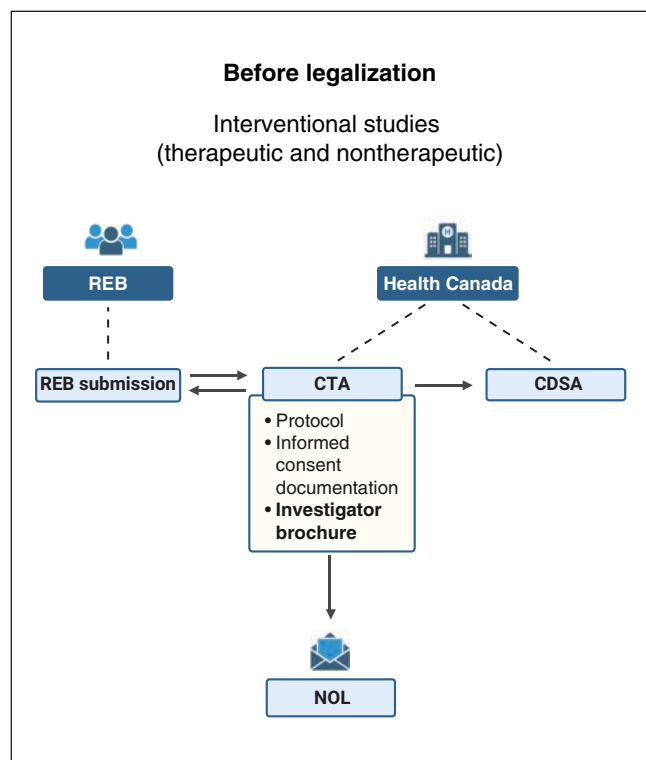 Before legalization
Interventional studies
(therapeutic and nontherapeutic)
H
REB
Health Canada
REB submission
CTA
CDSA
• Protocol
• Informed
consent
documentation
• Investigator
brochure
NOL